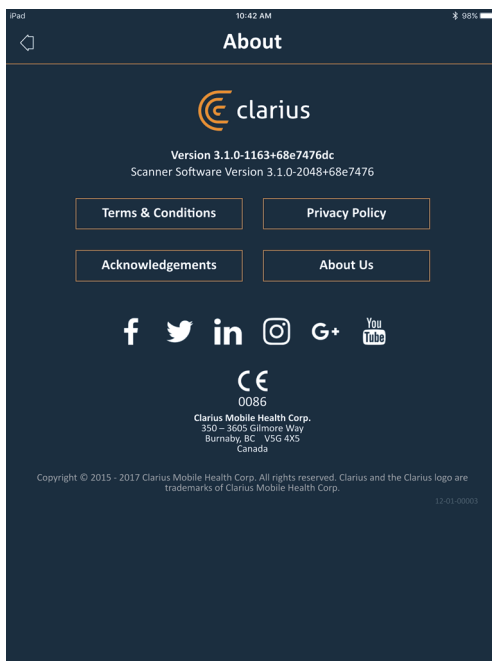 iPad 10:42 AM 98%
About
clarius
Version 3.1.0-1163+68e7476dc
Scanner Software Version 3.1.0-2048+68e7476
Terms & Conditions Privacy Policy
Acknowledgements About Us
f in G+ You Tube
CE
0086
Clarius Mobile Health Corp.
350 – 3605 Gilmore Way
Burnaby, BC V5G 4X5
Canada
Copyright © 2015 - 2017 Clarius Mobile Health Corp. All rights reserved. Clarius and the Clarius logo are
trademarks of Clarius Mobile Health Corp.
12-01-00003